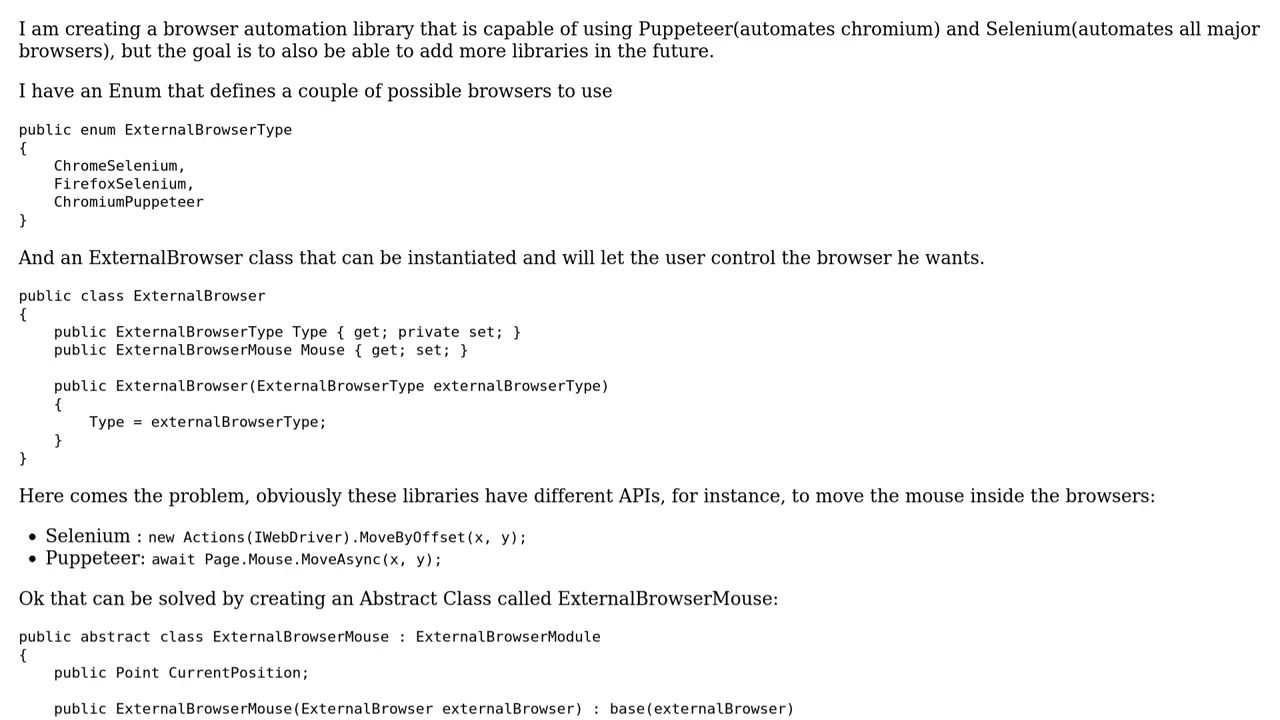 I am creating a browser automation library that is capable of using Puppeteer(automates chromium) and Selenium(automates all major
browsers), but the goal is to also be able to add more libraries in the future.
I have an Enum that defines a couple of possible browsers to use
public enum ExternalBrowserType
{
    ChromeSelenium,
    FirefoxSelenium,
    ChromiumPuppeteer
}
And an ExternalBrowser class that can be instantiated and will let the user control the browser he wants.
public class ExternalBrowser
{
    public ExternalBrowserType Type { get; private set; }
    public ExternalBrowserMouse Mouse { get; set; }
    public ExternalBrowser(ExternalBrowserType externalBrowserType)
    {
        Type = externalBrowserType;
    }
}
Here comes the problem, obviously these libraries have different APIs, for instance, to move the mouse inside the browsers:
• Selenium : new Actions(IWebDriver).MoveByOffset(x, y);
• Puppeteer: await Page.Mouse.MoveAsync(x, y);
Ok that can be solved by creating an Abstract Class called ExternalBrowserMouse:
public abstract class ExternalBrowserMouse : ExternalBrowserModule
{
    public Point CurrentPosition;
    public ExternalBrowserMouse(ExternalBrowser externalBrowser) : base(externalBrowser)